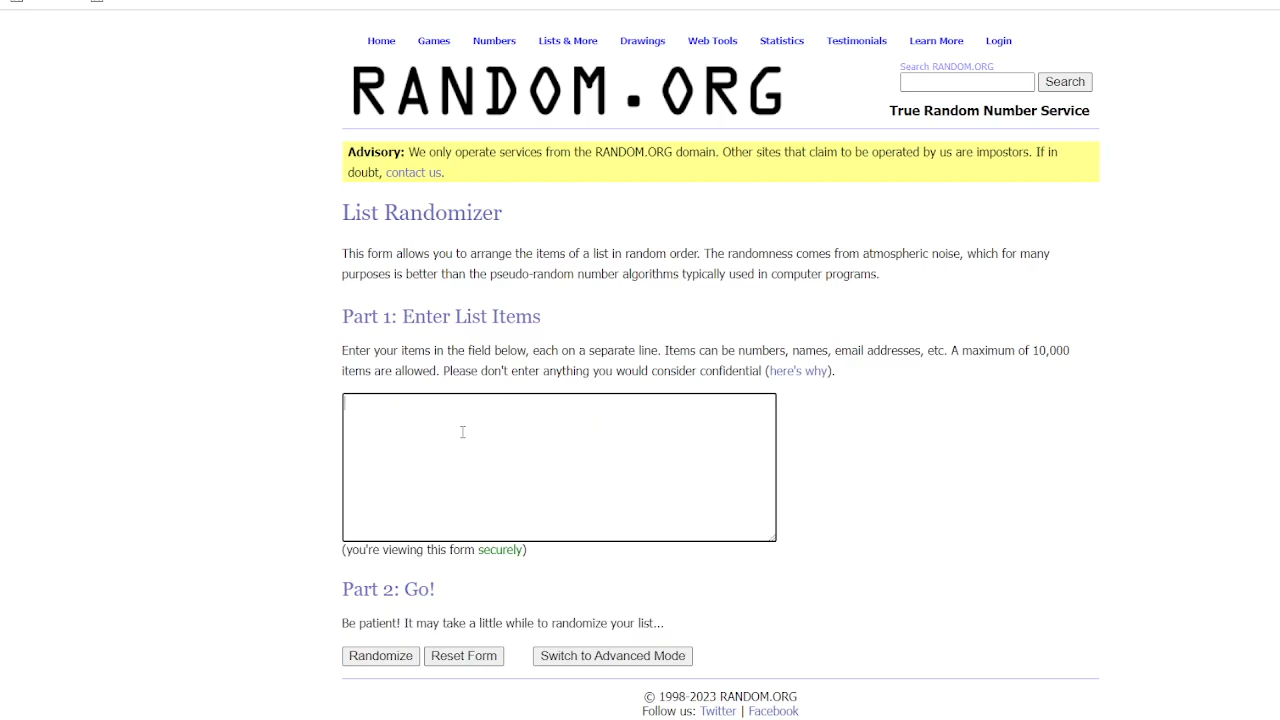 Home Games Numbers Lists & More Drawings Web Tools Statistics Testimonials Learn More Login
RANDOM.ORG
Search RANDOM.ORG
Search
True Random Number Service
Advisory: We only operate services from the RANDOM.ORG domain. Other sites that claim to be operated by us are impostors. If in
doubt, contact us.
List Randomizer
This form allows you to arrange the items of a list in random order. The randomness comes from atmospheric noise, which for many
purposes is better than the pseudo-random number algorithms typically used in computer programs.
Part 1: Enter List Items
Enter your items in the field below, each on a separate line. Items can be numbers, names, email addresses, etc. A maximum of 10,000
items are allowed. Please don't enter anything you would consider confidential (here's why).
(you're viewing this form securely)
Part 2: Go!
Be patient! It may take a little while to randomize your list...
Randomize Reset Form Switch to Advanced Mode
© 1998-2023 RANDOM.ORG
Follow us: Twitter | Facebook